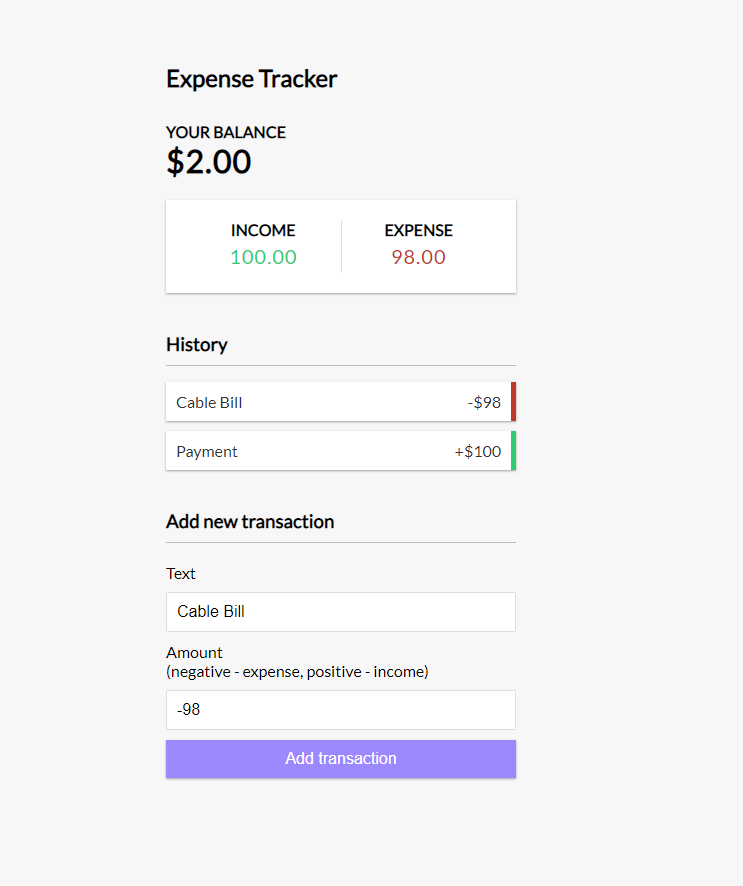 Expense Tracker
YOUR BALANCE
$2.00
INCOME EXPENSE
100.00 98.00
History
Cable Bill -$98
Payment +$100
Add new transaction
Text
Cable Bill
Amount
(negative - expense, positive - income)
-98
Add transaction